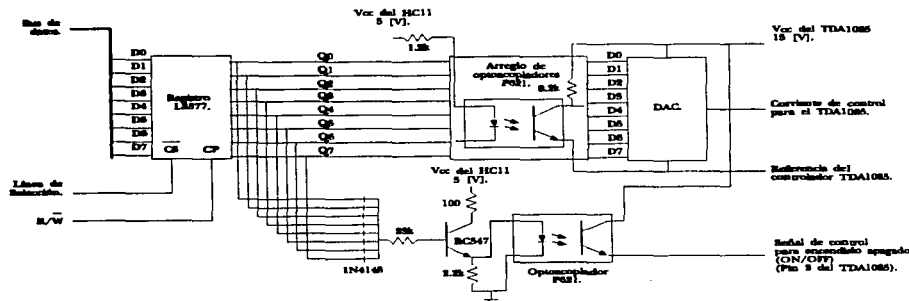 Bus de
datos.
Vcc del HC11
5 [V].
1.2k
Vcc del TDA1085
15 [V].
D0
D1
D2
D3
D4
D5
D6
D7
Registro
LS377.
CS
CP
Q0
Q1
Q2
Q3
Q4
Q5
Q6
Q7
Arreglo de
optoacopladores
P621.
8.2k
D0
D1
D2
D3
D4
D5
D6
D7
DAC.
Corriente de control
para el TDA1085.
Referencia del
controlador TDA1085.
Línea de
Selección.
R/W
Vcc del HC11
5 [V].
100
BC547
2.2k
1N4148
Optoacoplador
P621.
Señal de control
para encendido apagado
(ON/OFF)
(Pin 2 del TDA1085).